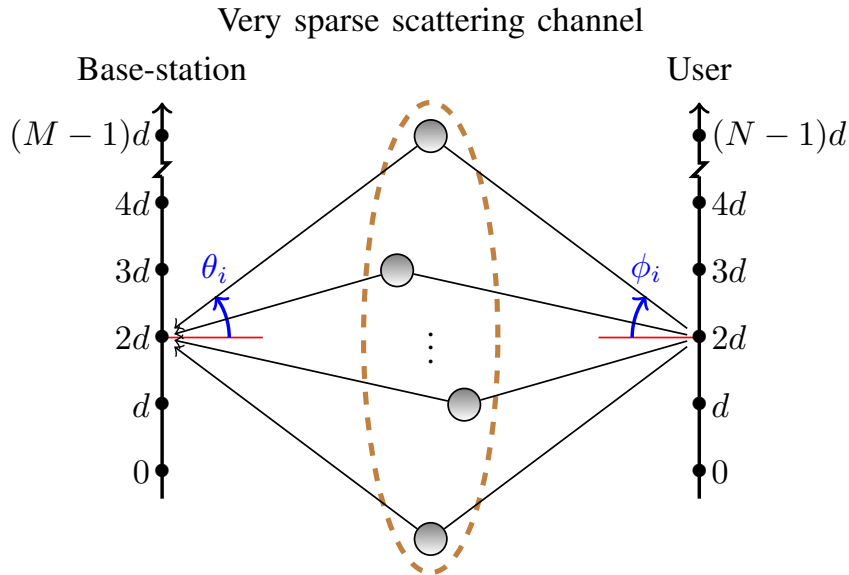 Very sparse scattering channel
Base-station User
(M − 1)d (N − 1)d
4d 4d
θᵢ 3d ϕᵢ 3d
2d ⋮ 2d
d d
0 0